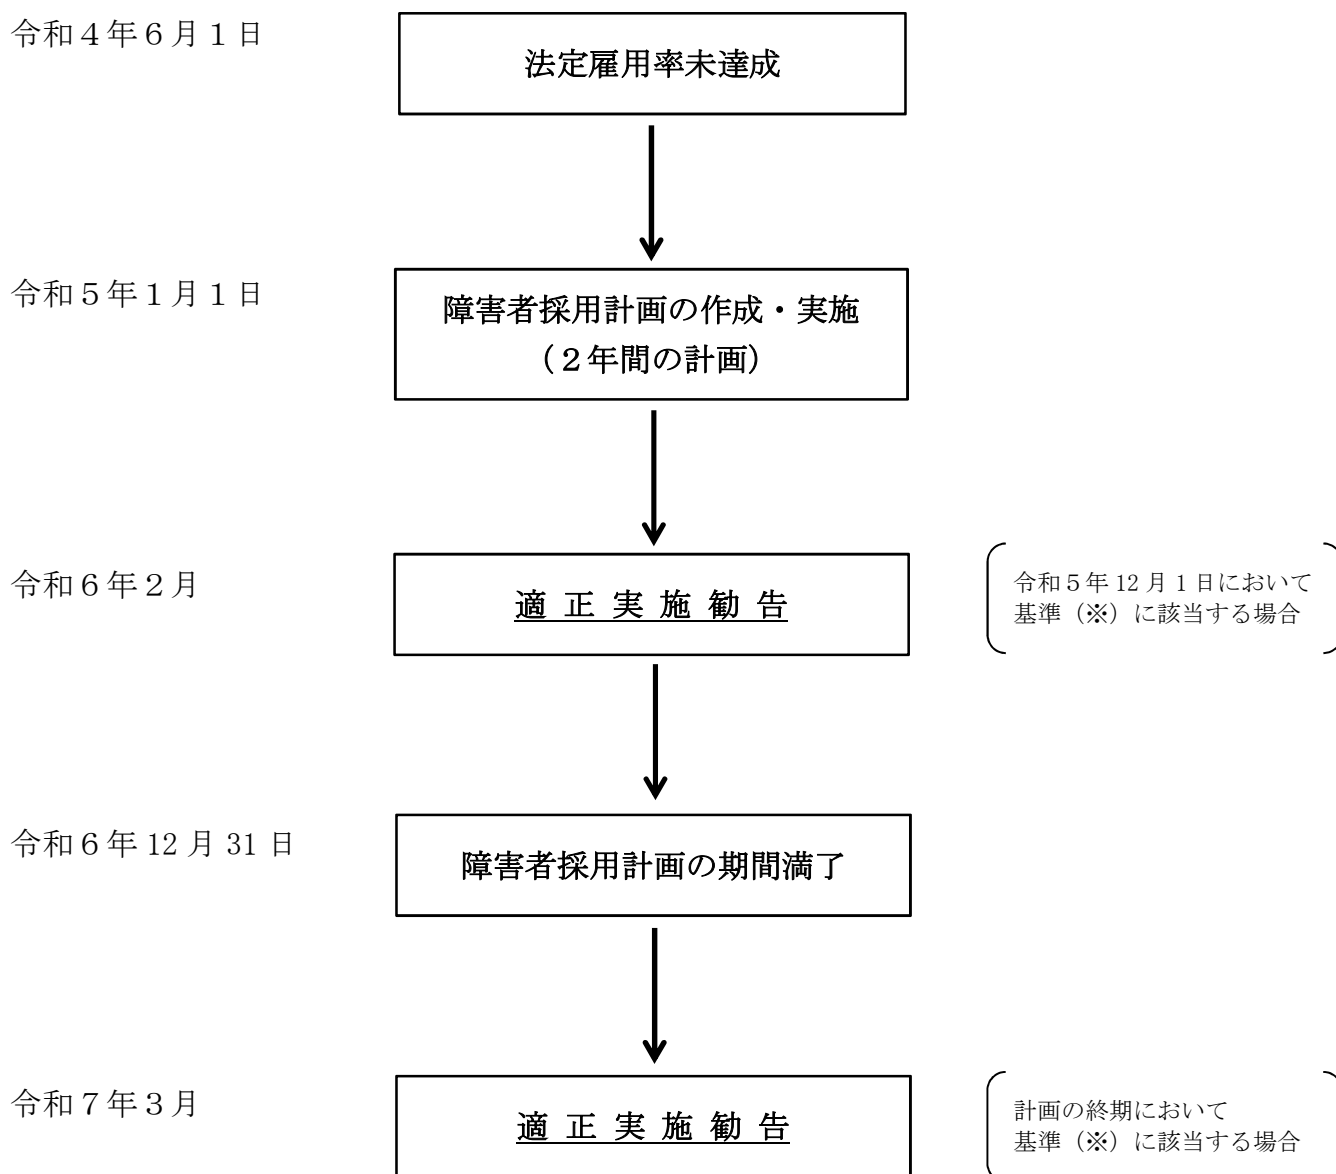 令和４年６月１日
法定雇用率未達成
令和５年１月１日
障害者採用計画の作成・実施
（２年間の計画）
令和６年２月
適 正 実 施 勧 告
令和５年 12 月 1 日において
基準（※）に該当する場合
令和６年 12 月 31 日
障害者採用計画の期間満了
令和７年３月
適 正 実 施 勧 告
計画の終期において
基準（※）に該当する場合